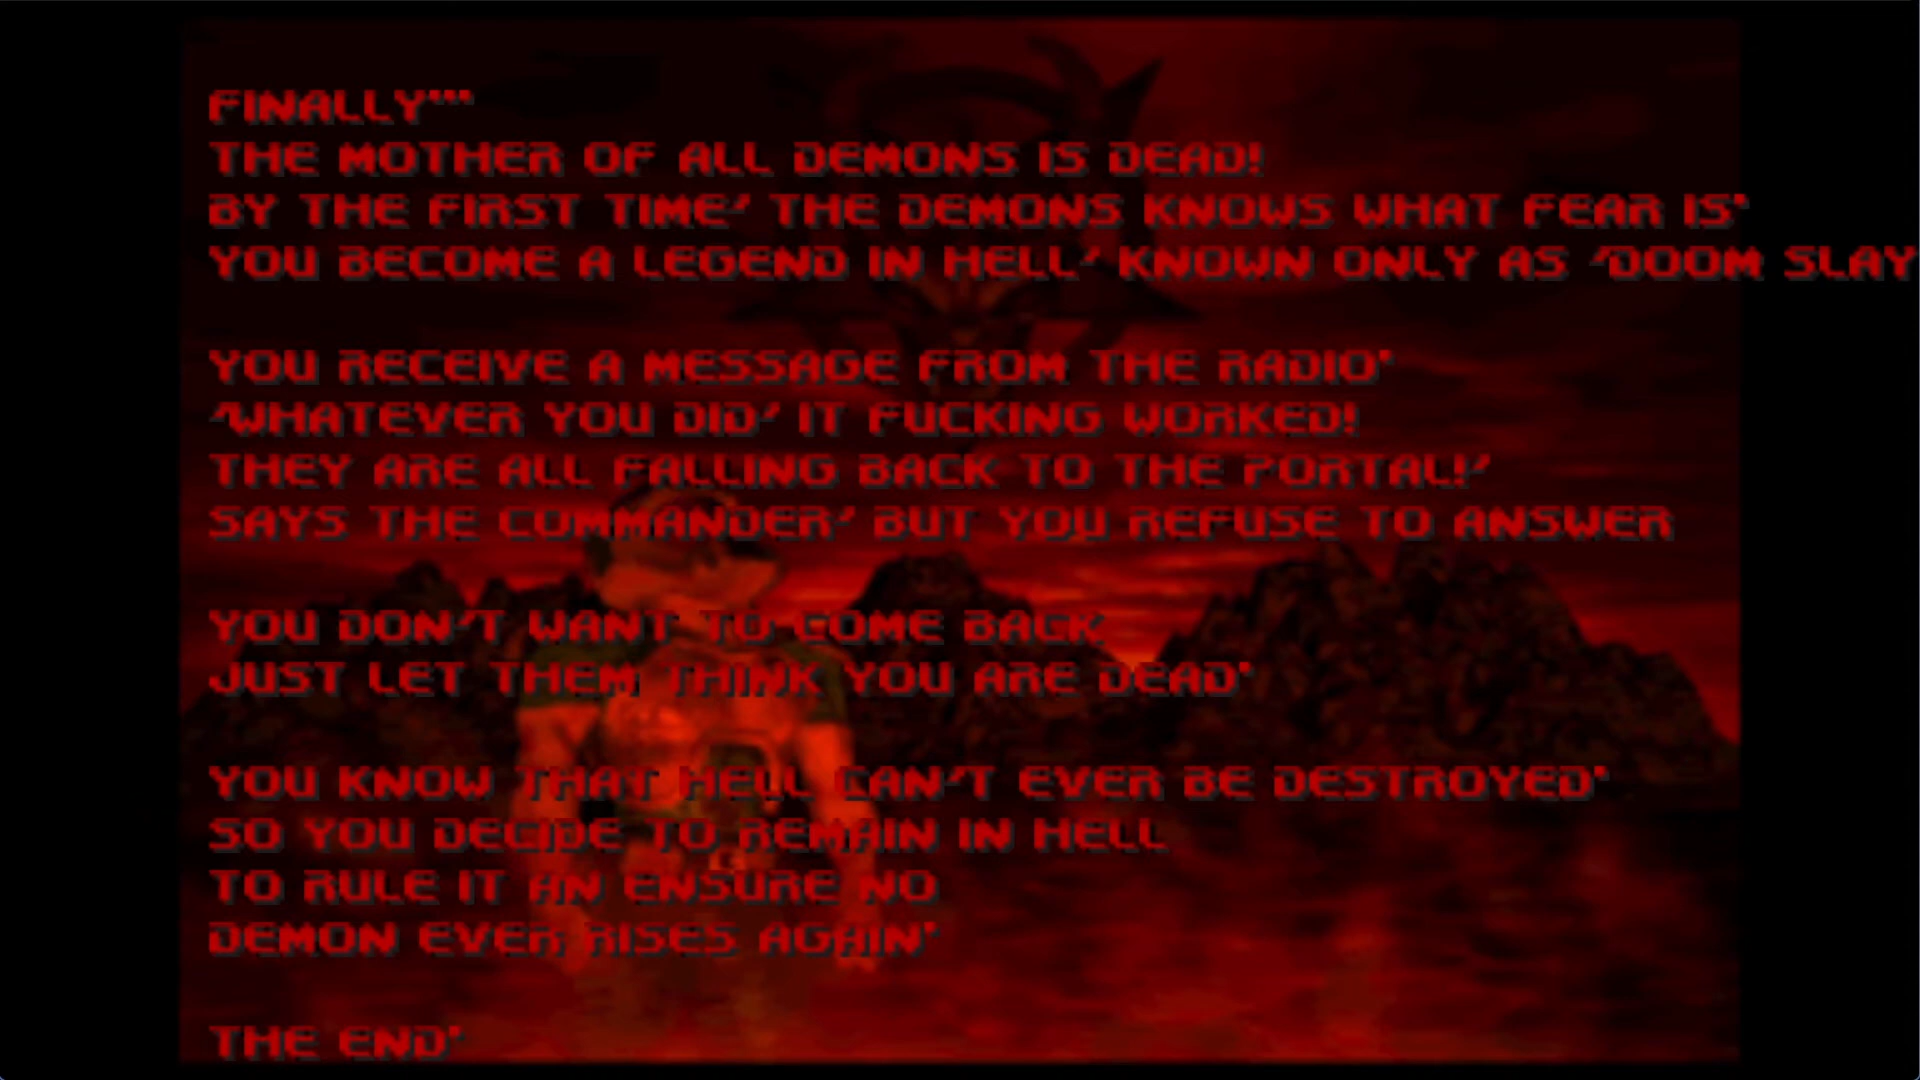 FINALLY""
THE MOTHER OF ALL DEMONS IS DEAD!
BY THE FIRST TIME' THE DEMONS KNOWS WHAT FEAR IS'
YOU BECOME A LEGEND IN HELL' KNOWN ONLY AS 'DOOM SLAY
YOU RECEIVE A MESSAGE FROM THE RADIO'
'WHATEVER YOU DID' IT FUCKING WORKED!
THEY ARE ALL FALLING BACK TO THE PORTAL!'
SAYS THE COMMANDER' BUT YOU REFUSE TO ANSWER
YOU DON'T WANT TO COME BACK
JUST LET THEM THINK YOU ARE DEAD'
YOU KNOW THAT HELL CAN'T EVER BE DESTROYED'
SO YOU DECIDE TO REMAIN IN HELL
TO RULE IT AN ENSURE NO
DEMON EVER RISES AGAIN'
THE END'